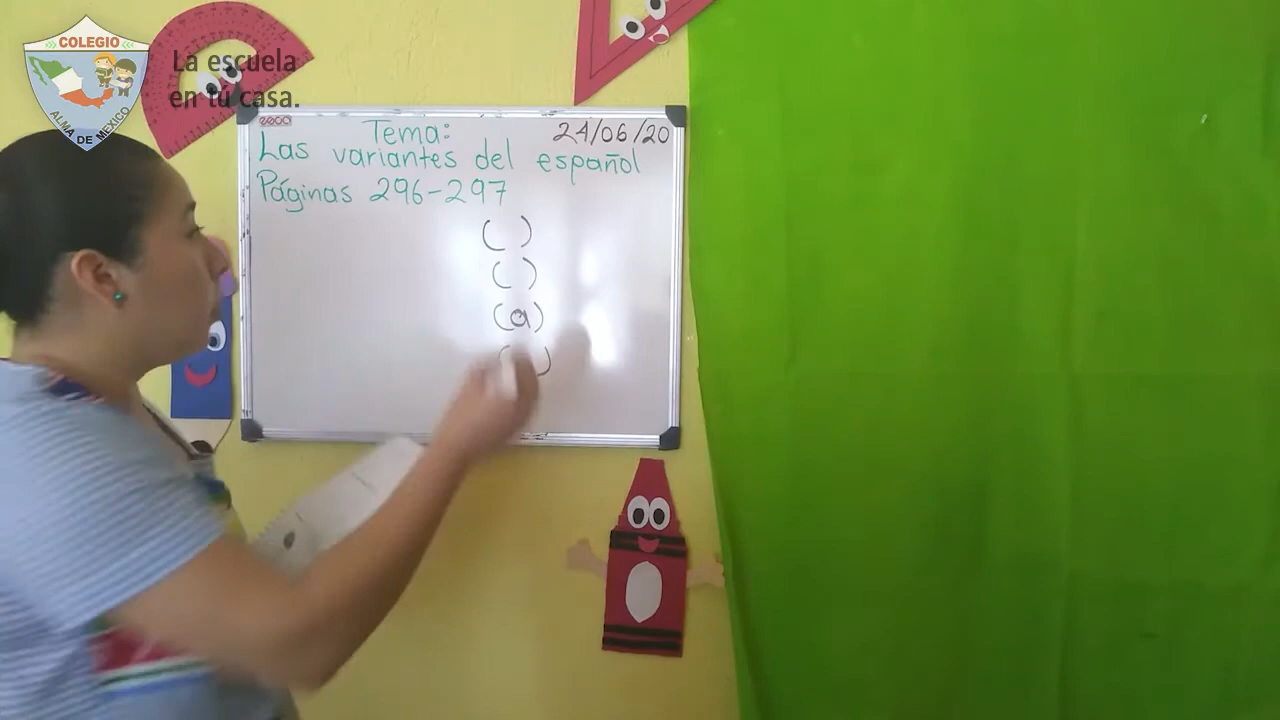 COLEGIO
ALMA DE MÉXICO
La escuela
en tú casa.
Tema: 24/06/20
Las variantes del español
Páginas 296-297
( )
( )
(a)
( )